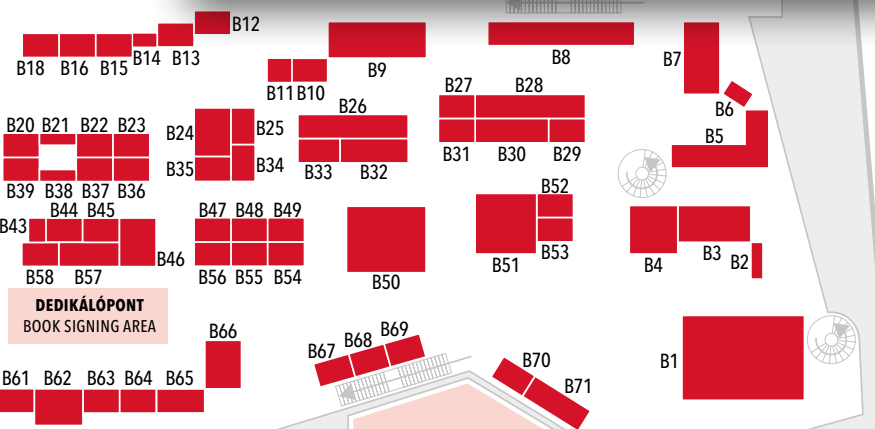 B12
B18 B16 B15 B14 B13
B9
B8
B7
B11 B10
B6
B27 B28
B26
B20 B21 B22 B23
B24 B25
B5
B35 B34
B33 B32
B31 B30 B29
B39 B38 B37 B36
B52
B43 B44 B45
B47 B48 B49
B46
B53
B51
B4 B3 B2
B58 B57
B56 B55 B54
B50
DEDIKÁLÓPONT
BOOK SIGNING AREA
B66
B67 B68 B69
B70
B1
B61 B62 B63 B64 B65
B71